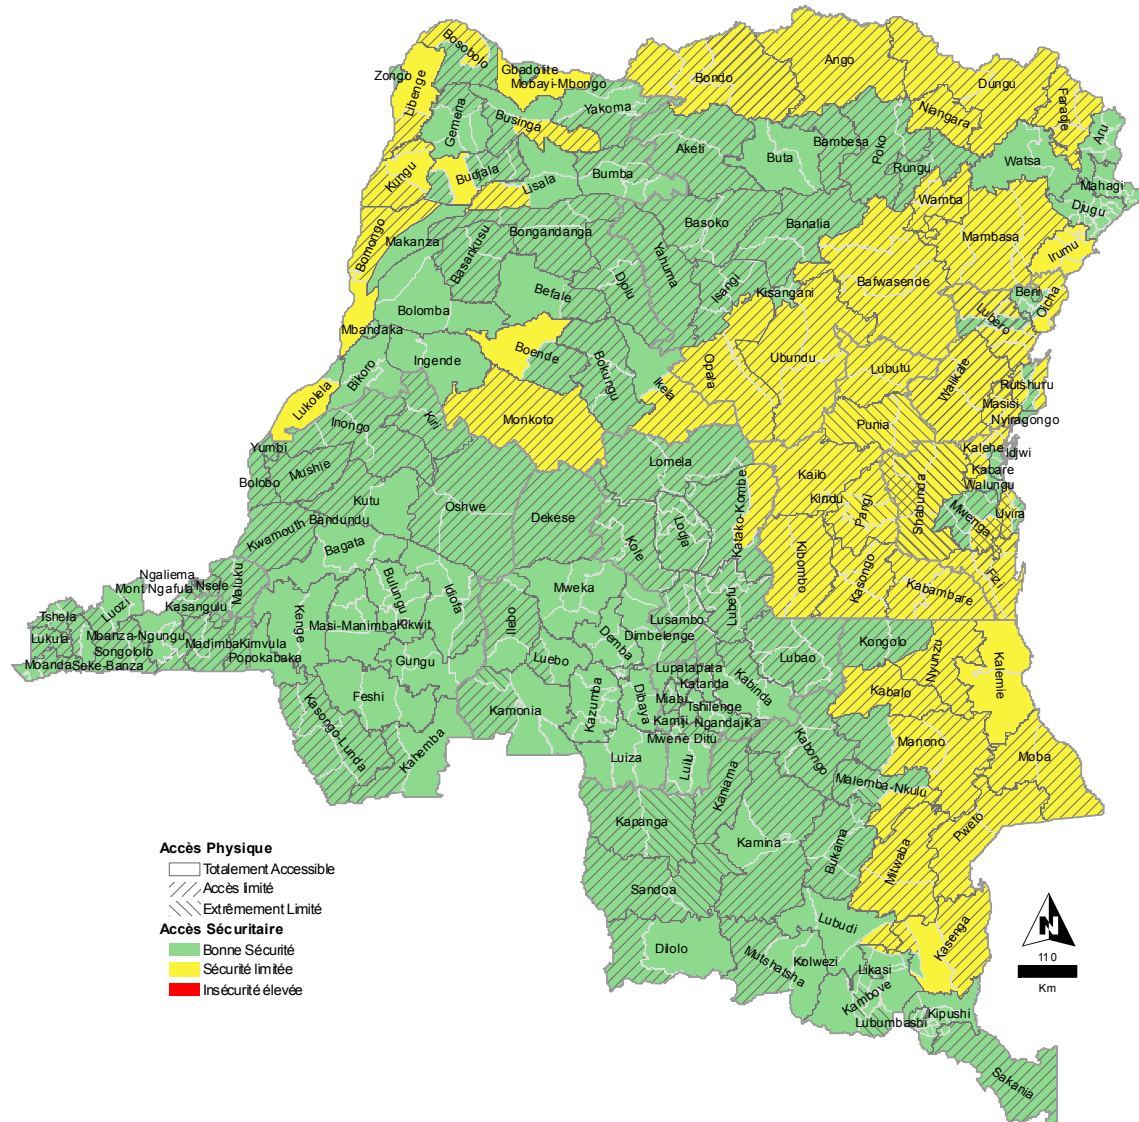 Bosobolo
Zongo
Gbadolite
Mobayi-Mbongo
Bondo
Ango
Dungu
Faradje
Libenge
Gemena
Businga
Yakoma
Niangara
Aru
Aketi
Buta
Bambesa
Poko
Rungu
Watsa
Kungu
Budjala
Lisala
Bumba
Mahagi
Djugu
Wamba
Mambasa
Irumu
Bomongo
Makanza
Basankusu
Bongandanga
Basoko
Banalia
Yahuma
Bafwasende
Djolu
Isangi
Kisangani
Beni
Oicha
Befale
Bolomba
Lubero
Mbandaka
Boende
Ingende
Bikoro
Bokungu
Ikela
Opala
Ubundu
Lubutu
Walikale
Rutshuru
Masisi
Nyiragongo
Lukolela
Kiri
Monkoto
Inongo
Punia
Yumbi
Mushie
Bolobo
Lomela
Kalehe
Idjwi
Kabare
Walungu
Kailo
Kindu
Pangi
Shabunda
Kutu
Oshwe
Dekese
Katako-Kombe
Lodja
Mwenga
Uvira
Kwamouth
Bandundu
Bagata
Kole
Kibombo
Kasongo
Kabambare
Fizi
Ngaliema
Mont Ngafula
Nsele
Maluku
Kasangulu
Tshela
Luozi
Lukula
Mbanza-Ngungu
Songololo
Madimba
Kimvula
Moanda
Seke-Banza
Popokabaka
Kenge
Bulungu
Idiofa
Masi-Manimba
Kikwit
Gungu
Ilebo
Mweka
Lusambo
Lubefu
Demba
Dimbelenge
Luebo
Lubao
Kongolo
Nyunzu
Kalemie
Lupatapata
Katanda
Kabinda
Miabi
Tshilenge
Kamiji
Ngandajika
Mwene Ditu
Dibaya
Kazumba
Kamonia
Feshi
Kasongo-Lunda
Kahemba
Luiza
Luilu
Kabalo
Manono
Moba
Kabongo
Kaniama
Malemba-Nkulu
Kapanga
Kamina
Bukama
Mitwaba
Pweto
Sandoa
Lubudi
Kasenga
Dilolo
Mutshatsha
Kolwezi
Likasi
Kambove
Kipushi
Lubumbashi
Sakania
Accès Physique
Totalement Accessible
Accès limité
Extrêmement Limité
Accès Sécuritaire
Bonne Sécurité
Sécurité limitée
Insécurité élevée
N
110
Km